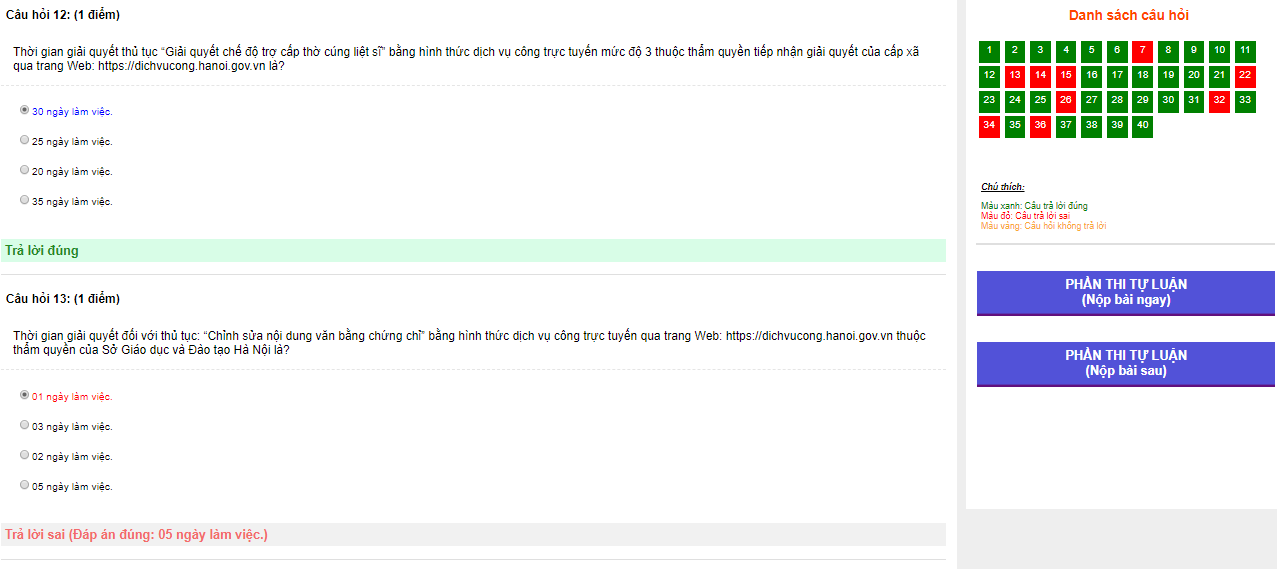 Câu hỏi 12: (1 điểm)
Thời gian giải quyết thủ tục “Giải quyết chế độ trợ cấp thờ cúng liệt sĩ” bằng hình thức dịch vụ công trực tuyến mức độ 3 thuộc thẩm quyền tiếp nhận giải quyết của cấp xã
qua trang Web: https://dichvucong.hanoi.gov.vn là?
30 ngày làm việc.
25 ngày làm việc.
20 ngày làm việc.
35 ngày làm việc.
Trả lời đúng
Câu hỏi 13: (1 điểm)
Thời gian giải quyết đối với thủ tục: “Chỉnh sửa nội dung văn bằng chứng chỉ” bằng hình thức dịch vụ công trực tuyến qua trang Web: https://dichvucong.hanoi.gov.vn thuộc
thẩm quyền của Sở Giáo dục và Đào tạo Hà Nội là?
01 ngày làm việc.
03 ngày làm việc.
02 ngày làm việc.
05 ngày làm việc.
Trả lời sai (Đáp án đúng: 05 ngày làm việc.)
Danh sách câu hỏi
1 2 3 4 5 6 7 8 9 10 11
12 13 14 15 16 17 18 19 20 21 22
23 24 25 26 27 28 29 30 31 32 33
34 35 36 37 38 39 40
Chú thích:
Màu xanh: Câu trả lời đúng
Màu đỏ: Câu trả lời sai
Màu vàng: Câu hỏi không trả lời
PHẦN THI TỰ LUẬN
(Nộp bài ngay)
PHẦN THI TỰ LUẬN
(Nộp bài sau)